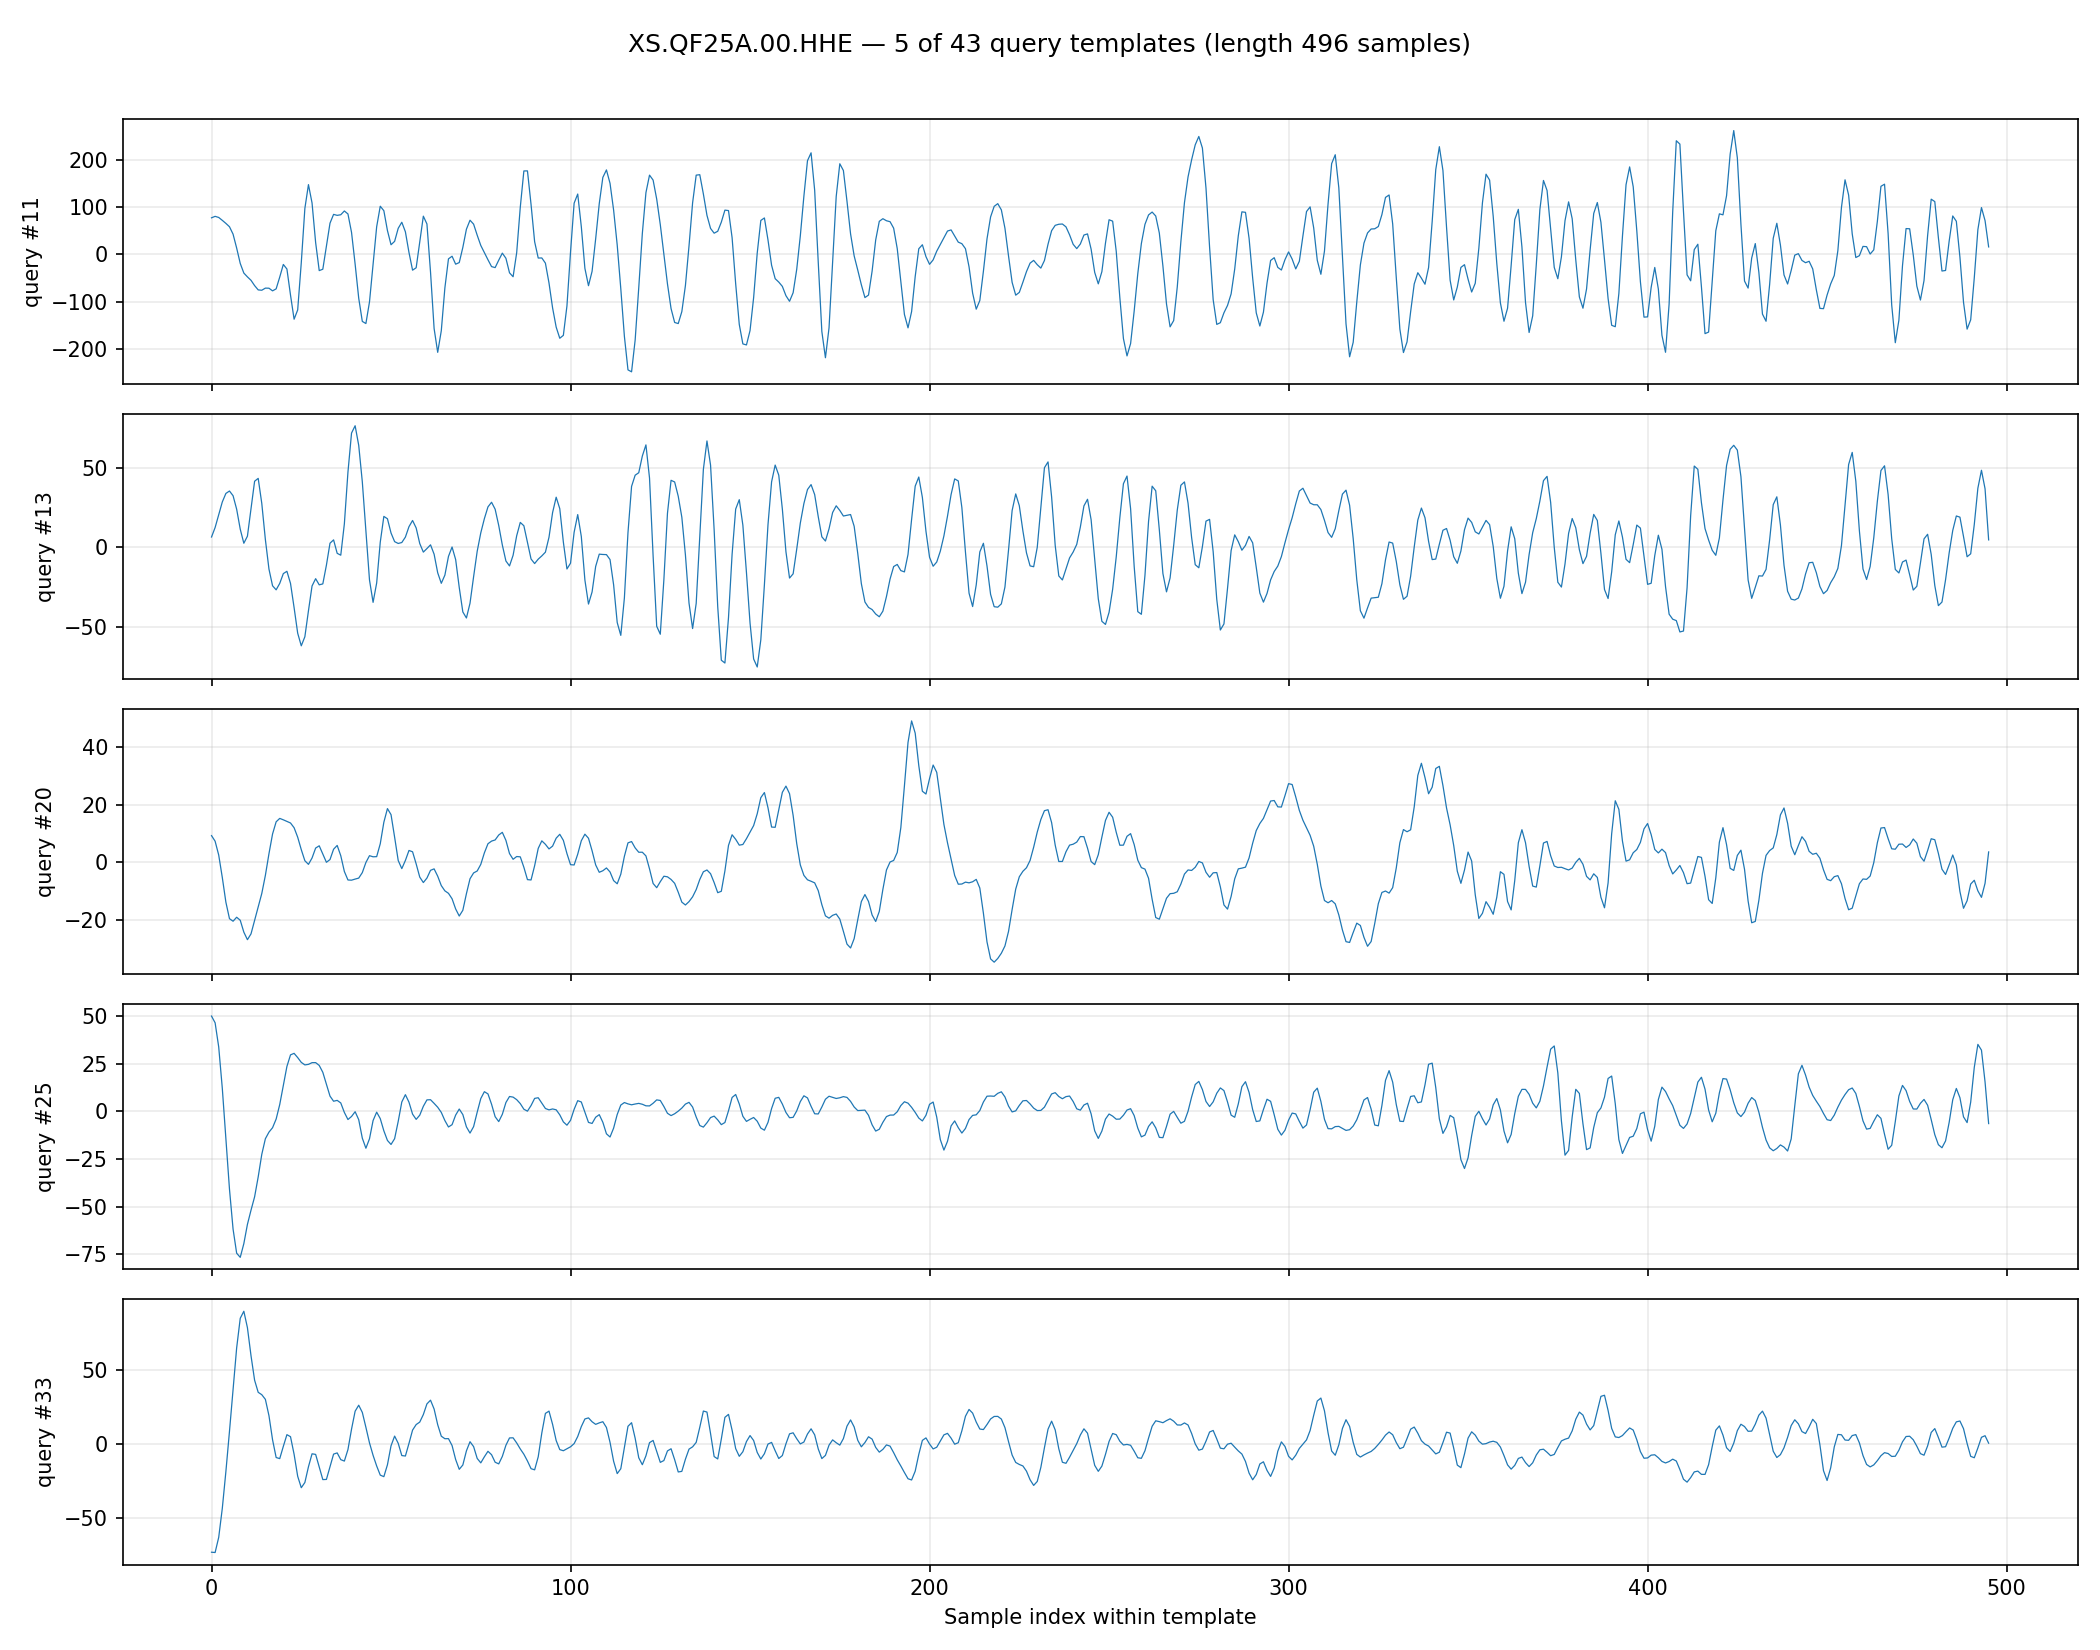 XS.QF25A.00.HHE — 5 of 43 query templates (length 496 samples)
200
100
0
−100
−200
query #11
50
0
−50
query #13
40
20
0
−20
query #20
50
25
0
−25
−50
−75
query #25
50
0
−50
query #33
0 100 200 300 400 500
Sample index within template